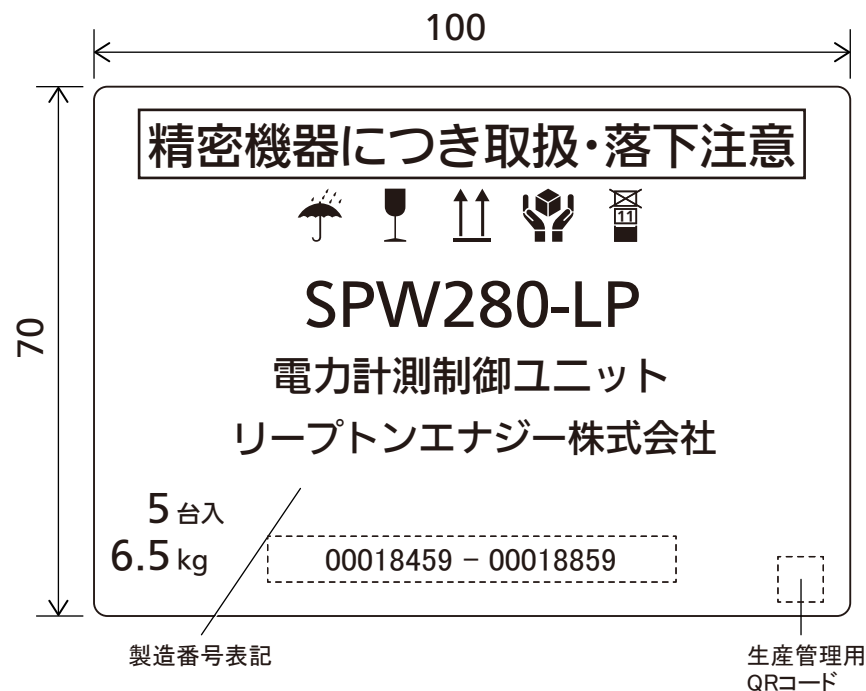 100
70
精密機器につき取扱・落下注意
11
SPW280-LP
電力計測制御ユニット
リープトンエナジー株式会社
5台入
6.5kg
00018459 − 00018859
製造番号表記
生産管理用
QRコード